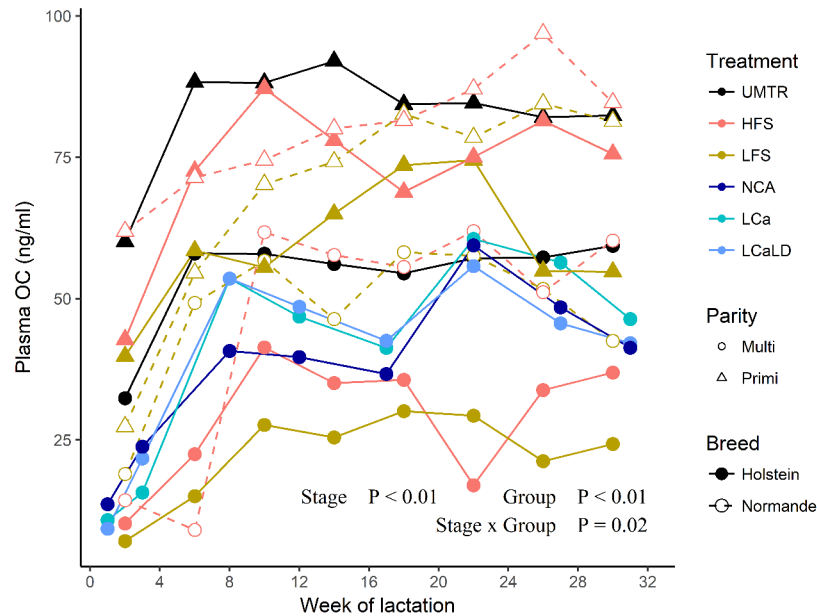 100
75
50
25
Plasma OC (ng/ml)
Stage P < 0.01 Group P < 0.01
Stage x Group P = 0.02
0 4 8 12 16 20 24 28 32
Week of lactation
Treatment
UMTR
HFS
LFS
NCA
LCa
LCaLD
Parity
Multi
Primi
Breed
Holstein
Normande